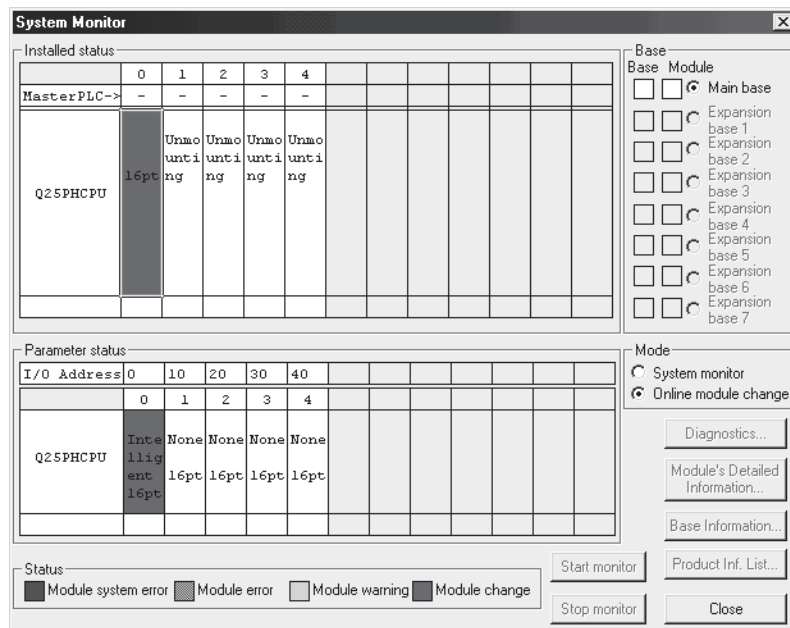 System Monitor
Installed status
0 1 2 3 4
MasterPLC-> - - - - -
Q25PHCPU
16pt
Unmo
unti
ng
Unmo
unti
ng
Unmo
unti
ng
Unmo
unti
ng
Base
Base Module
Main base
Expansion
base 1
Expansion
base 2
Expansion
base 3
Expansion
base 4
Expansion
base 5
Expansion
base 6
Expansion
base 7
Parameter status
I/O Address 0 10 20 30 40
0 1 2 3 4
Q25PHCPU
Inte
llig
ent
16pt
None
16pt
None
16pt
None
16pt
None
16pt
Mode
System monitor
Online module change
Diagnostics...
Module's Detailed
Information...
Base Information...
Product Inf. List...
Close
Status
Module system error Module error Module warning Module change
Start monitor
Stop monitor